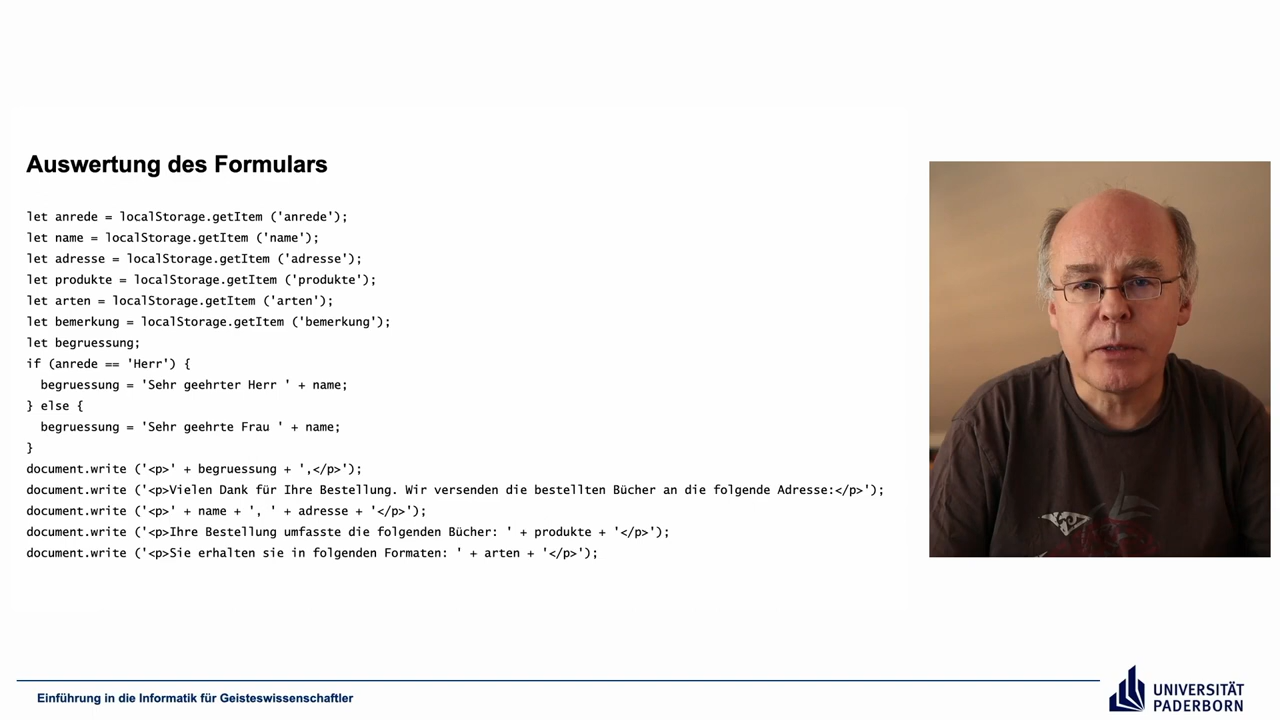 Auswertung des Formulars
let anrede = localStorage.getItem ('anrede');
let name = localStorage.getItem ('name');
let adresse = localStorage.getItem ('adresse');
let produkte = localStorage.getItem ('produkte');
let arten = localStorage.getItem ('arten');
let bemerkung = localStorage.getItem ('bemerkung');
let begruessung;
if (anrede == 'Herr') {
  begruessung = 'Sehr geehrter Herr ' + name;
} else {
  begruessung = 'Sehr geehrte Frau ' + name;
}
document.write ('<p>' + begruessung + ',</p>');
document.write ('<p>Vielen Dank für Ihre Bestellung. Wir versenden die bestellten Bücher an die folgende Adresse:</p>');
document.write ('<p>' + name + ', ' + adresse + '</p>');
document.write ('<p>Ihre Bestellung umfasste die folgenden Bücher: ' + produkte + '</p>');
document.write ('<p>Sie erhalten sie in folgenden Formaten: ' + arten + '</p>');
Einführung in die Informatik für Geisteswissenschaftler
UNIVERSITÄT
PADERBORN